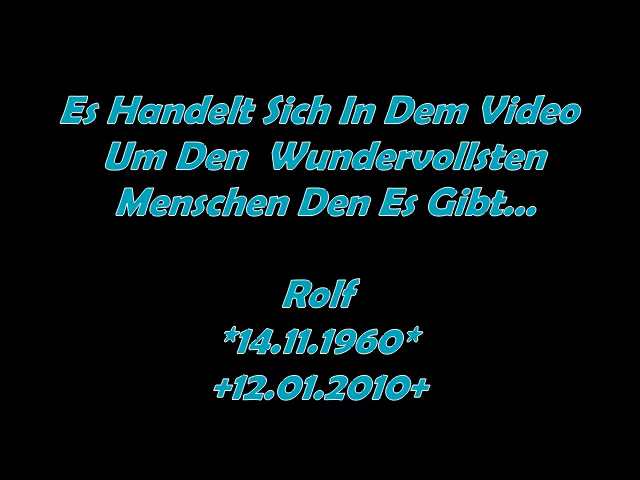 Es Handelt Sich In Dem Video
Um Den Wundervollsten
Menschen Den Es Gibt...
Rolf
*14.11.1960*
+12.01.2010+